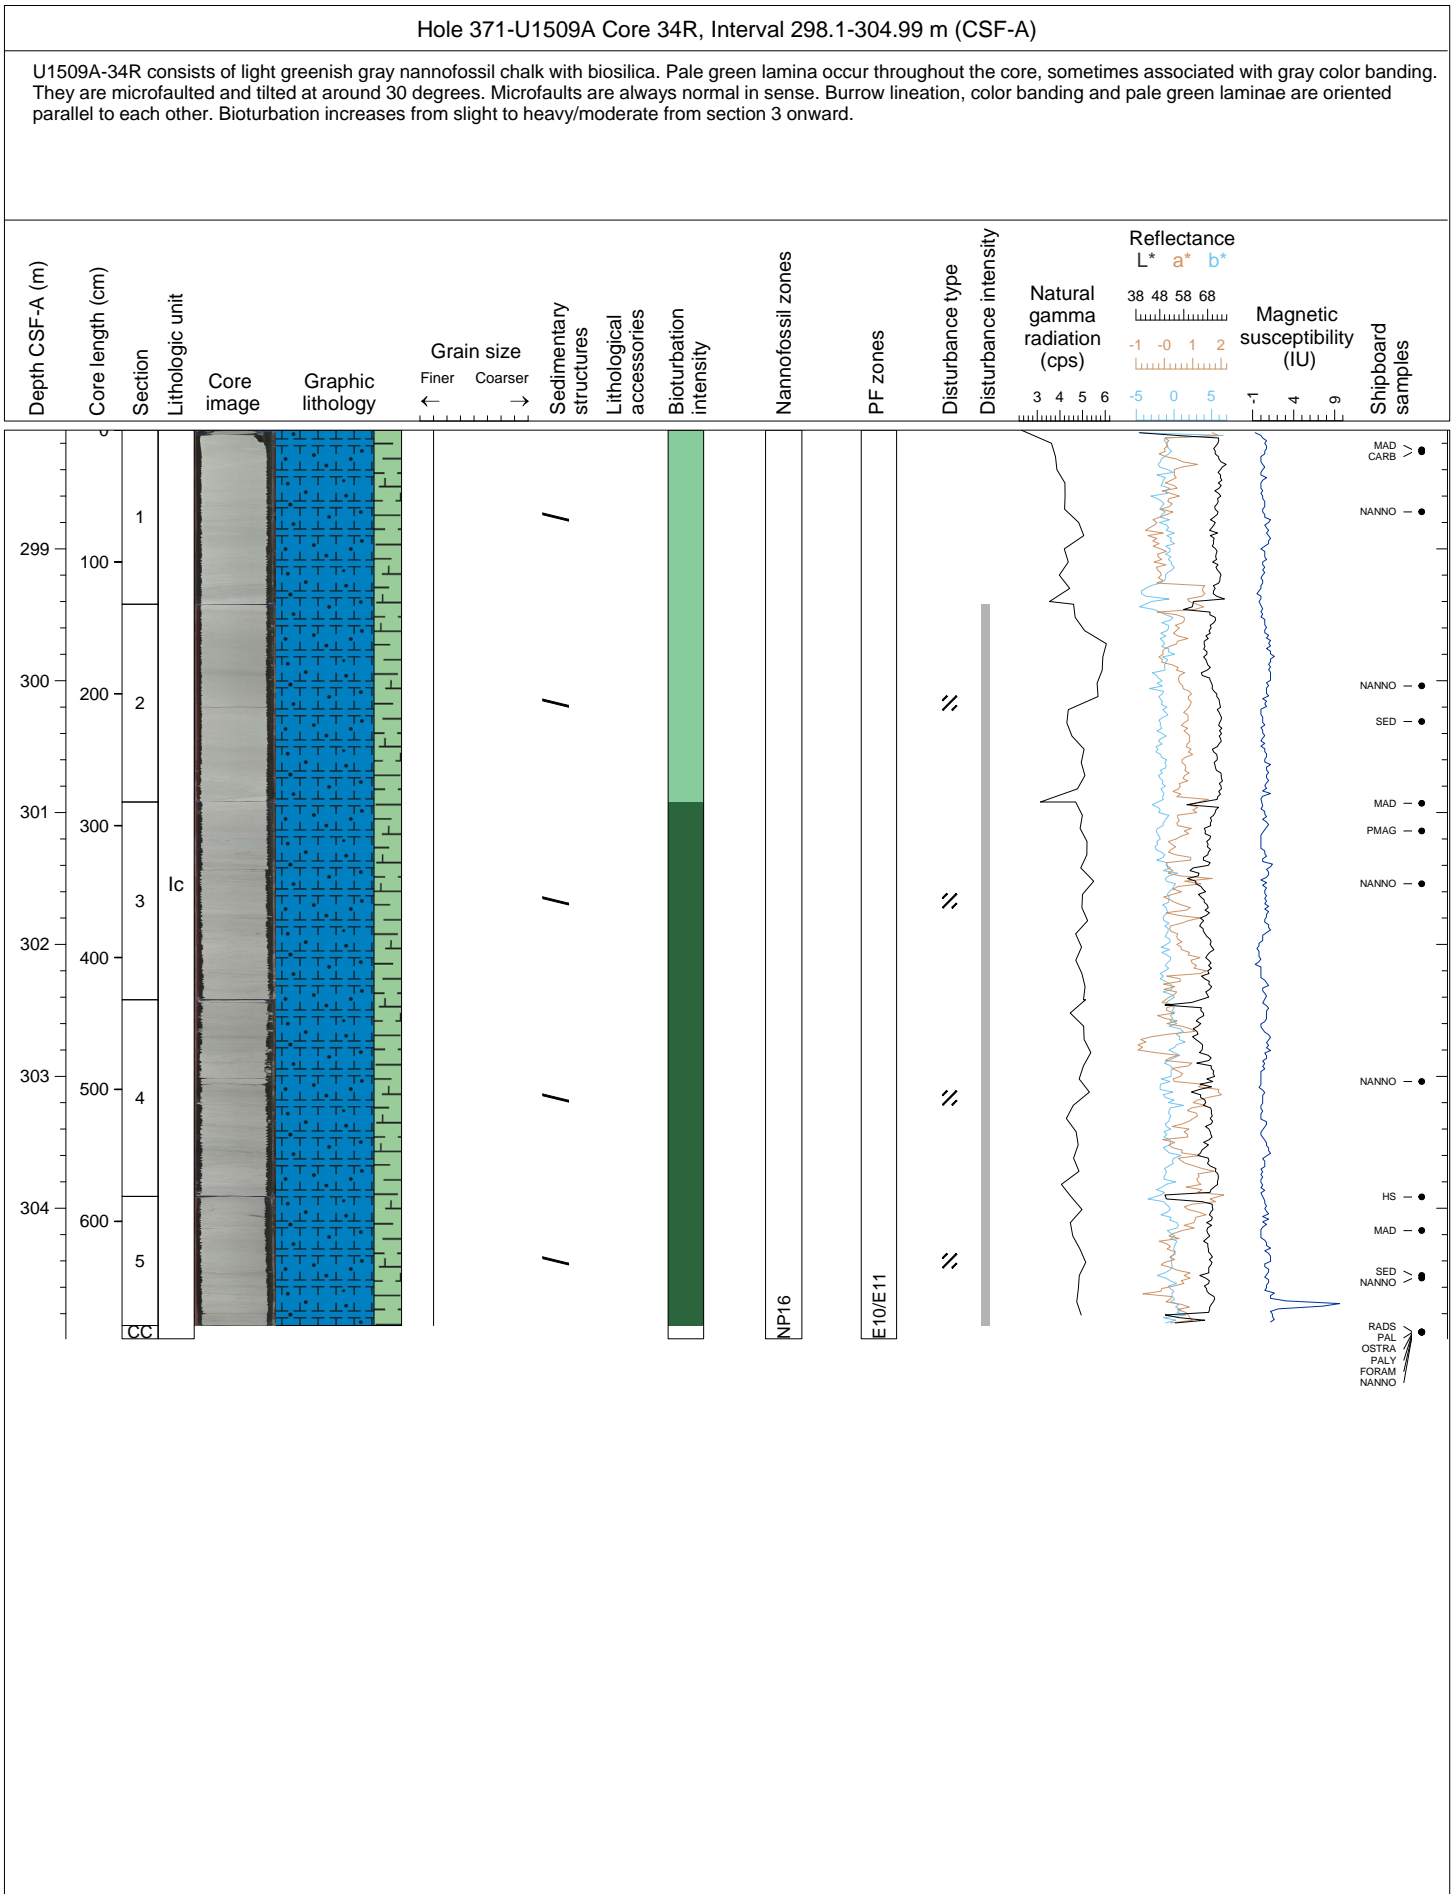 Hole 371-U1509A Core 34R, Interval 298.1-304.99 m (CSF-A)
U1509A-34R consists of light greenish gray nannofossil chalk with biosilica. Pale green lamina occur throughout the core, sometimes associated with gray color banding.
They are microfaulted and tilted at around 30 degrees. Microfaults are always normal in sense. Burrow lineation, color banding and pale green laminae are oriented
parallel to each other. Bioturbation increases from slight to heavy/moderate from section 3 onward.
Depth CSF-A (m)
Core length (cm)
Section
Lithologic unit
Core
image
Graphic
lithology
Grain size
Finer Coarser
← →
Sedimentary
structures
Lithological
accessories
Bioturbation
intensity
Nannofossil zones
PF zones
Disturbance type
Disturbance intensity
Natural
gamma
radiation
(cps)
3 4 5 6
Reflectance
L* a* b*
38 48 58 68
-1 -0 1 2
-5 0 5
Magnetic
susceptibility
(IU)
-1 4 9
Shipboard
samples
0
MAD
CARB
NANNO
1
299
100
300
200
2
NANNO
SED
301
300
MAD
PMAG
Ic
3
NANNO
302
400
303
500
4
NANNO
HS
304
600
MAD
5
SED
NANNO
NP16
E10/E11
CC
RADS
PAL
OSTRA
PALY
FORAM
NANNO